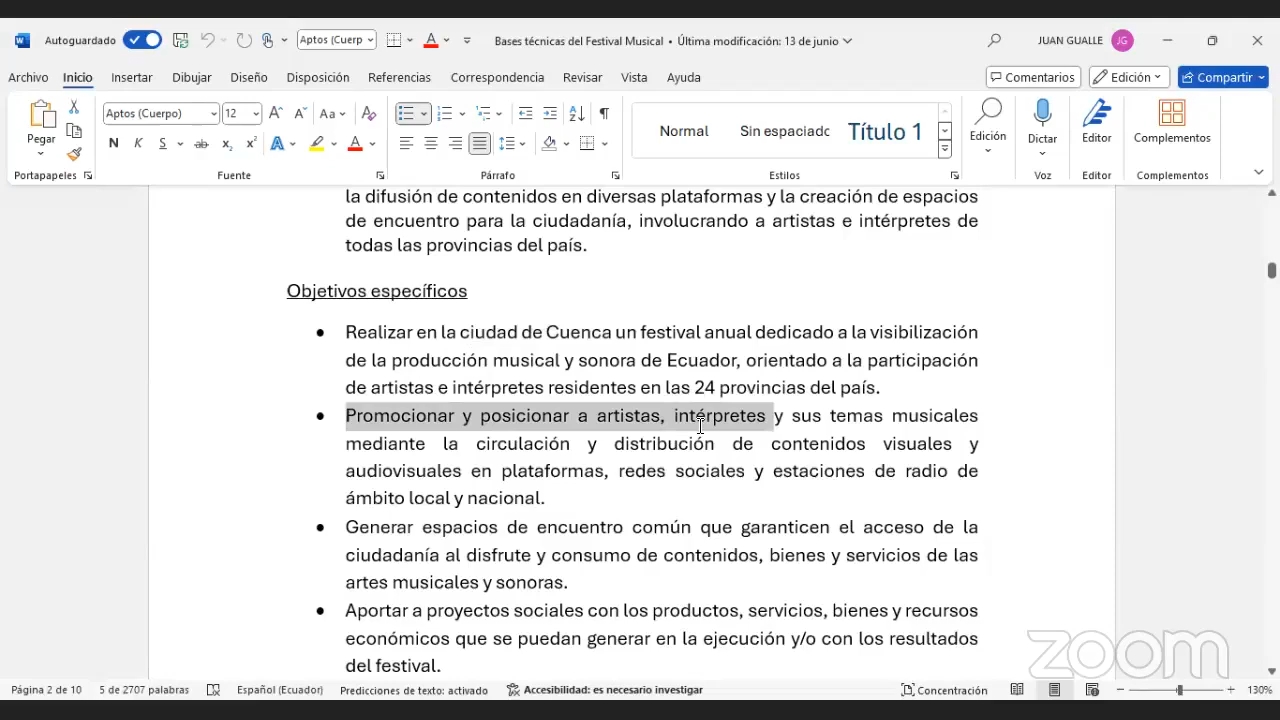 Autoguardado
Aptos (Cuerp
Bases técnicas del Festival Musical • Última modificación: 13 de junio
JUAN GUALLE
JG
Archivo
Inicio
Insertar
Dibujar
Diseño
Disposición
Referencias
Correspondencia
Revisar
Vista
Ayuda
Comentarios
Edición
Compartir
Pegar
Portapapeles
Aptos (Cuerpo)
12
Aa
N K S ab x₂ x² A A
Fuente
Párrafo
Normal
Sin espaciado
Título 1
Estilos
Edición
Dictar
Voz
Editor
Editor
Complementos
Complementos
la difusión de contenidos en diversas plataformas y la creación de espacios
de encuentro para la ciudadanía, involucrando a artistas e intérpretes de
todas las provincias del país.
Objetivos específicos
• Realizar en la ciudad de Cuenca un festival anual dedicado a la visibilización
de la producción musical y sonora de Ecuador, orientado a la participación
de artistas e intérpretes residentes en las 24 provincias del país.
• Promocionar y posicionar a artistas, intérpretes y sus temas musicales
mediante la circulación y distribución de contenidos visuales y
audiovisuales en plataformas, redes sociales y estaciones de radio de
ámbito local y nacional.
• Generar espacios de encuentro común que garanticen el acceso de la
ciudadanía al disfrute y consumo de contenidos, bienes y servicios de las
artes musicales y sonoras.
• Aportar a proyectos sociales con los productos, servicios, bienes y recursos
económicos que se puedan generar en la ejecución y/o con los resultados
del festival.
zoom
Página 2 de 10
5 de 2707 palabras
Español (Ecuador)
Predicciones de texto: activado
Accesibilidad: es necesario investigar
Concentración
130%